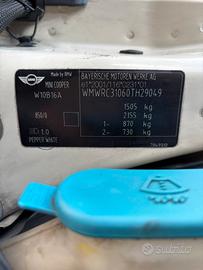 MINI
Made by BMW
MINI COOPER
W10B16A
850/0
1.0
PEPPER WHITE
BAYERISCHE MOTOREN WERKE AG
WMWRC31060TH29049
1505 kg
2155 kg
1- 870 kg
2- 730 kg
Subito.it